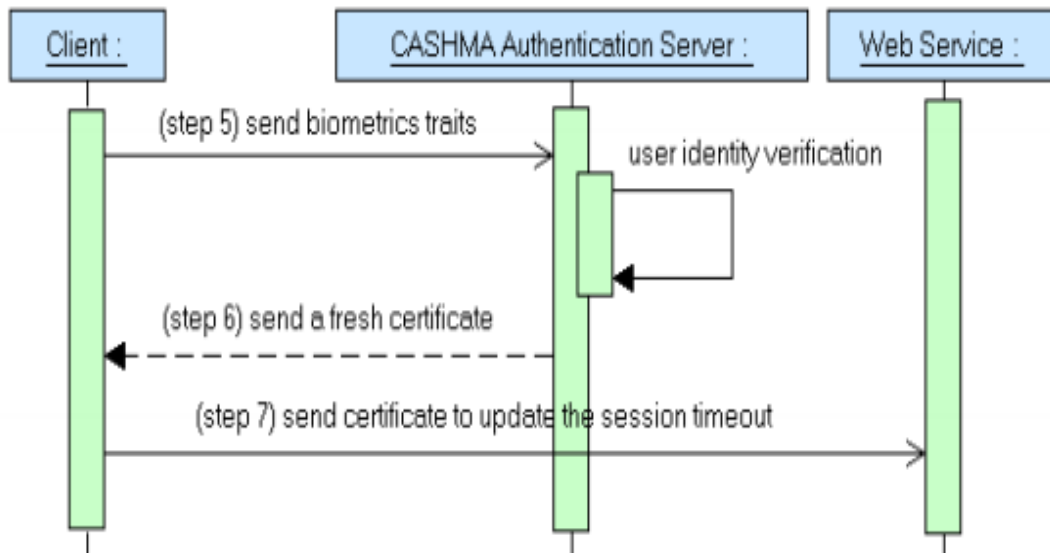 Client :
CASHMA Authentication Server :
Web Service :
(step 5) send biometrics traits
user identity verification
(step 6) send a fresh certificate
(step 7) send certificate to update the session timeout